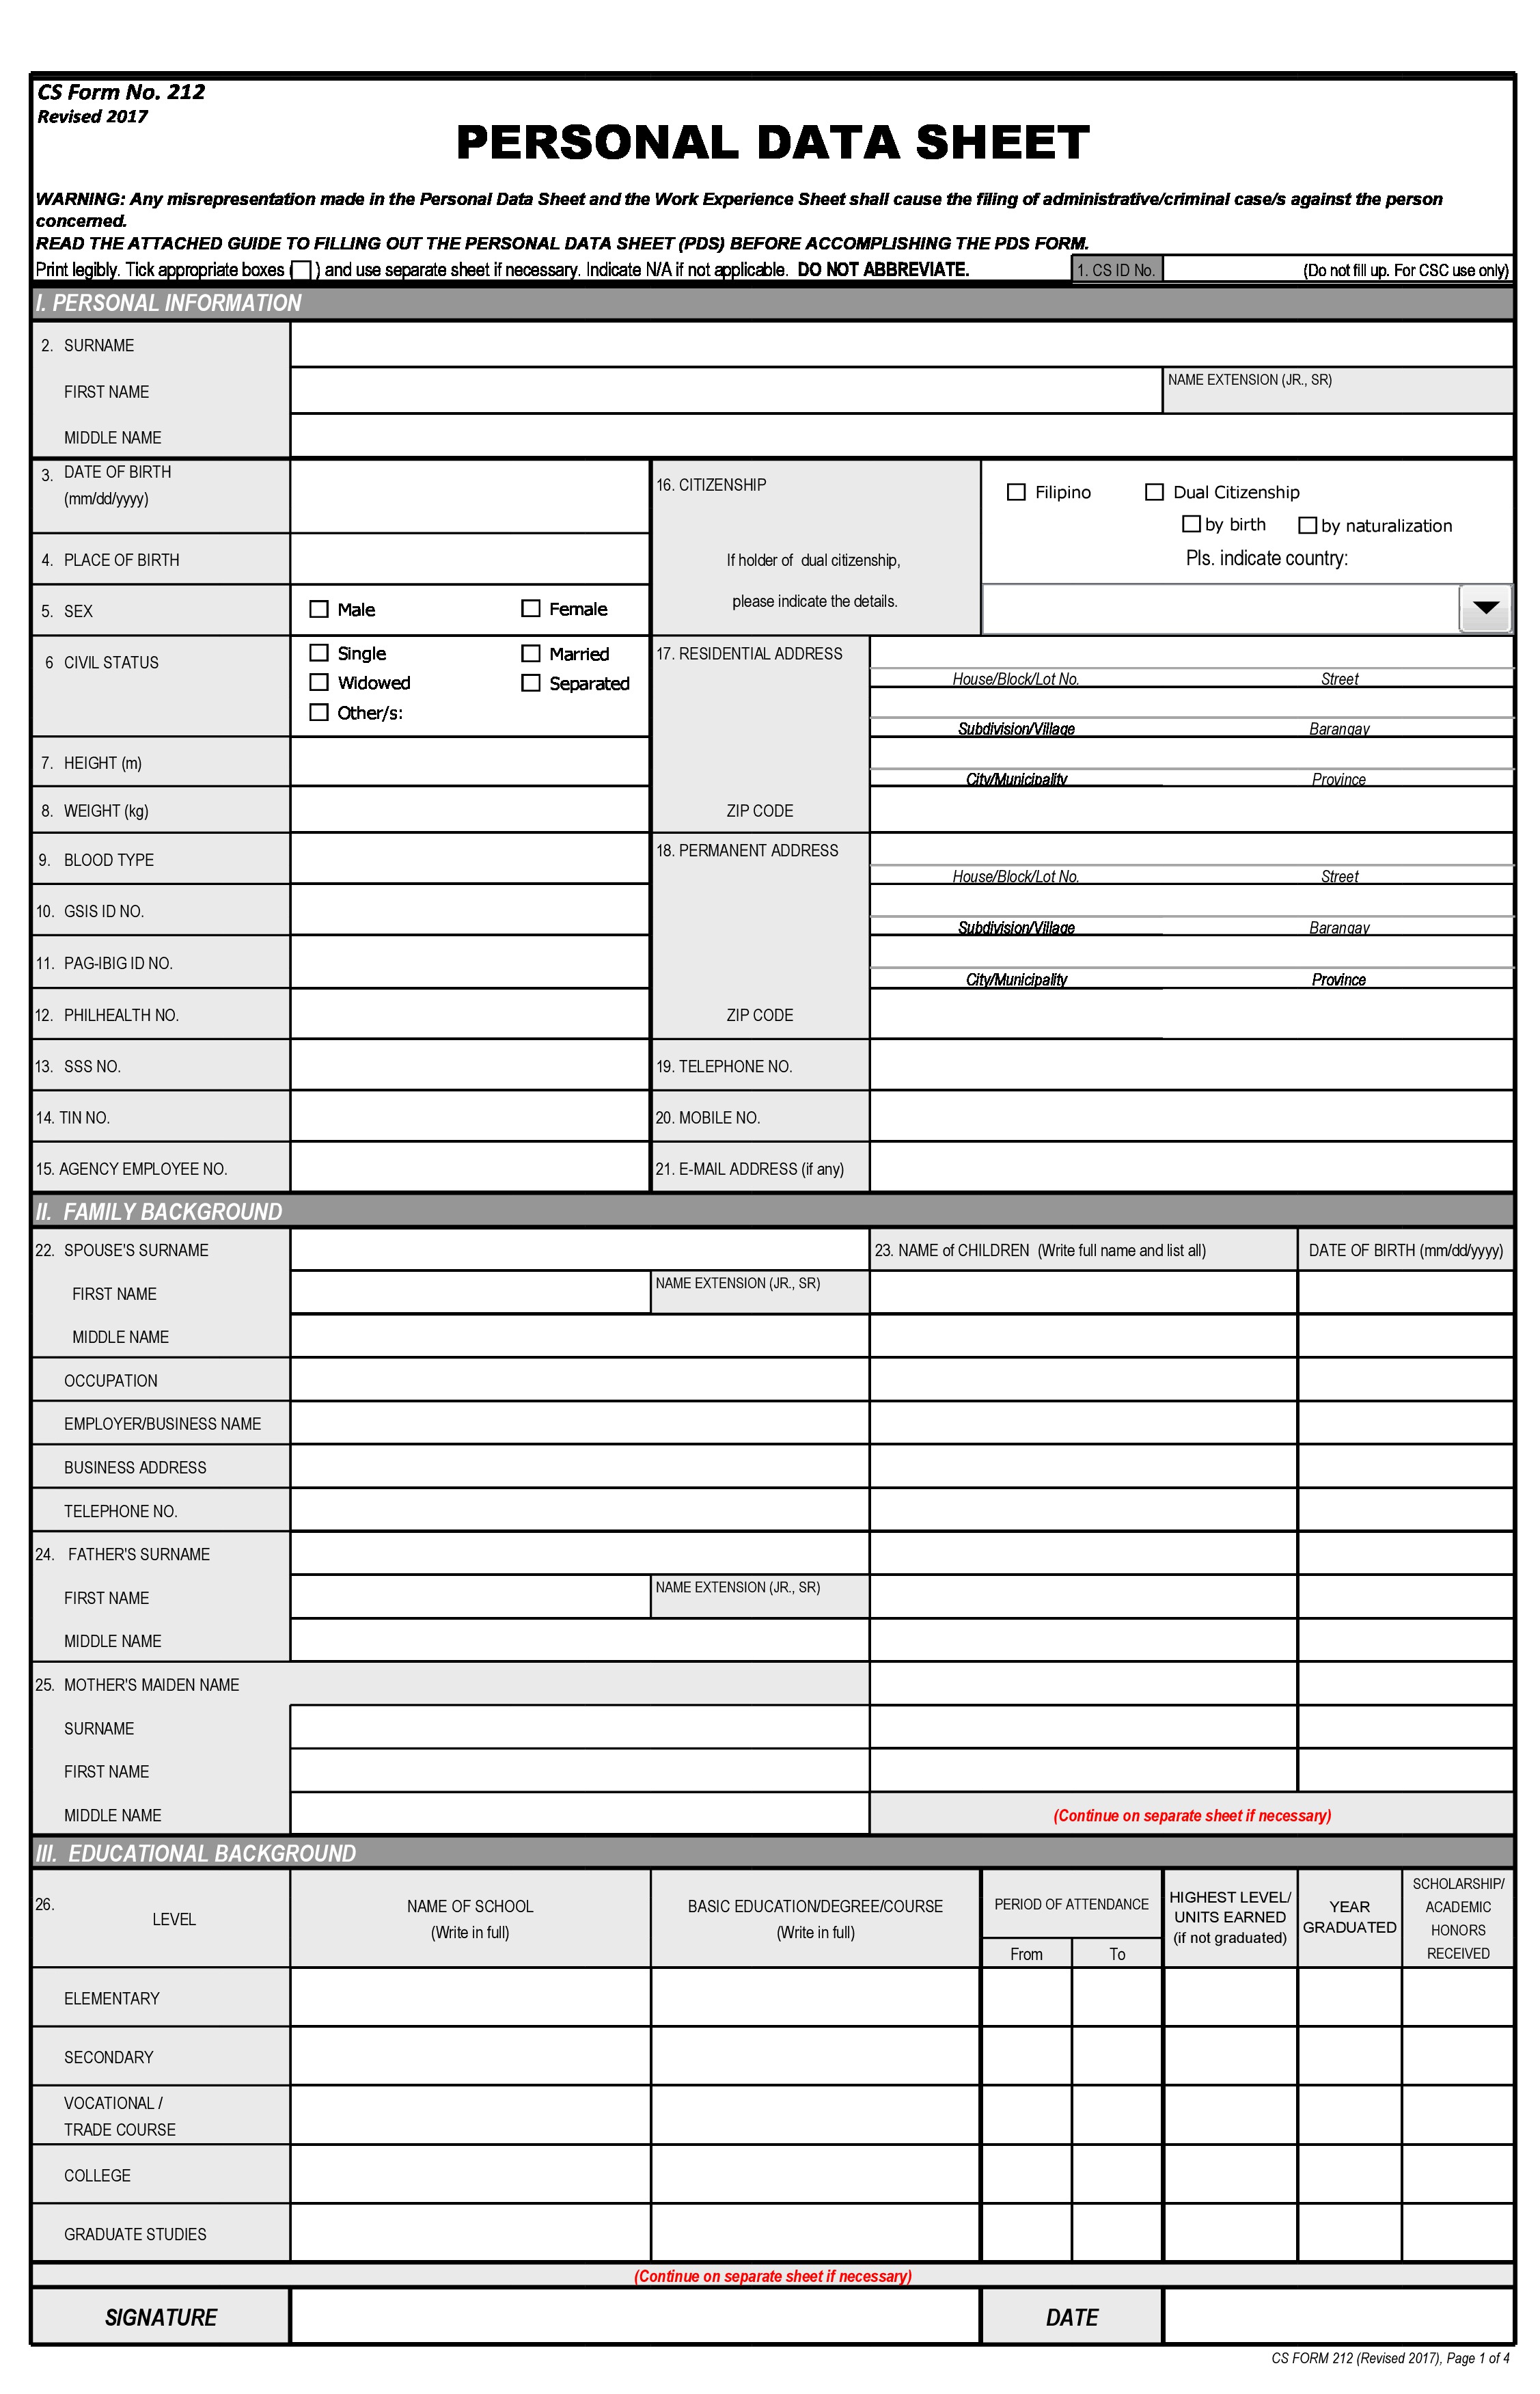 CS Form No. 212
Revised 2017
PERSONAL DATA SHEET
WARNING: Any misrepresentation made in the Personal Data Sheet and the Work Experience Sheet shall cause the filing of administrative/criminal case/s against the person
concerned.
READ THE ATTACHED GUIDE TO FILLING OUT THE PERSONAL DATA SHEET (PDS) BEFORE ACCOMPLISHING THE PDS FORM.
Print legibly. Tick appropriate boxes ( ) and use separate sheet if necessary. Indicate N/A if not applicable. DO NOT ABBREVIATE.
1. CS ID No.
(Do not fill up. For CSC use only)
I. PERSONAL INFORMATION
2. SURNAME
FIRST NAME
NAME EXTENSION (JR., SR)
MIDDLE NAME
3. DATE OF BIRTH
(mm/dd/yyyy)
4. PLACE OF BIRTH
5. SEX
Male Female
6 CIVIL STATUS
Single Married
Widowed Separated
Other/s:
7. HEIGHT (m)
8. WEIGHT (kg)
9. BLOOD TYPE
10. GSIS ID NO.
11. PAG-IBIG ID NO.
12. PHILHEALTH NO.
13. SSS NO.
14. TIN NO.
15. AGENCY EMPLOYEE NO.
16. CITIZENSHIP
If holder of dual citizenship,
please indicate the details.
Filipino Dual Citizenship
by birth by naturalization
Pls. indicate country:
17. RESIDENTIAL ADDRESS
House/Block/Lot No. Street
Subdivision/Village Barangay
City/Municipality Province
ZIP CODE
18. PERMANENT ADDRESS
House/Block/Lot No. Street
Subdivision/Village Barangay
City/Municipality Province
ZIP CODE
19. TELEPHONE NO.
20. MOBILE NO.
21. E-MAIL ADDRESS (if any)
II. FAMILY BACKGROUND
22. SPOUSE'S SURNAME
FIRST NAME
NAME EXTENSION (JR., SR)
MIDDLE NAME
OCCUPATION
EMPLOYER/BUSINESS NAME
BUSINESS ADDRESS
TELEPHONE NO.
24. FATHER'S SURNAME
FIRST NAME
NAME EXTENSION (JR., SR)
MIDDLE NAME
25. MOTHER'S MAIDEN NAME
SURNAME
FIRST NAME
MIDDLE NAME
23. NAME of CHILDREN (Write full name and list all)
DATE OF BIRTH (mm/dd/yyyy)
(Continue on separate sheet if necessary)
III. EDUCATIONAL BACKGROUND
26.
LEVEL
NAME OF SCHOOL
(Write in full)
BASIC EDUCATION/DEGREE/COURSE
(Write in full)
PERIOD OF ATTENDANCE
From To
HIGHEST LEVEL/
UNITS EARNED
(if not graduated)
YEAR
GRADUATED
SCHOLARSHIP/
ACADEMIC
HONORS
RECEIVED
ELEMENTARY
SECONDARY
VOCATIONAL /
TRADE COURSE
COLLEGE
GRADUATE STUDIES
(Continue on separate sheet if necessary)
SIGNATURE
DATE
CS FORM 212 (Revised 2017), Page 1 of 4